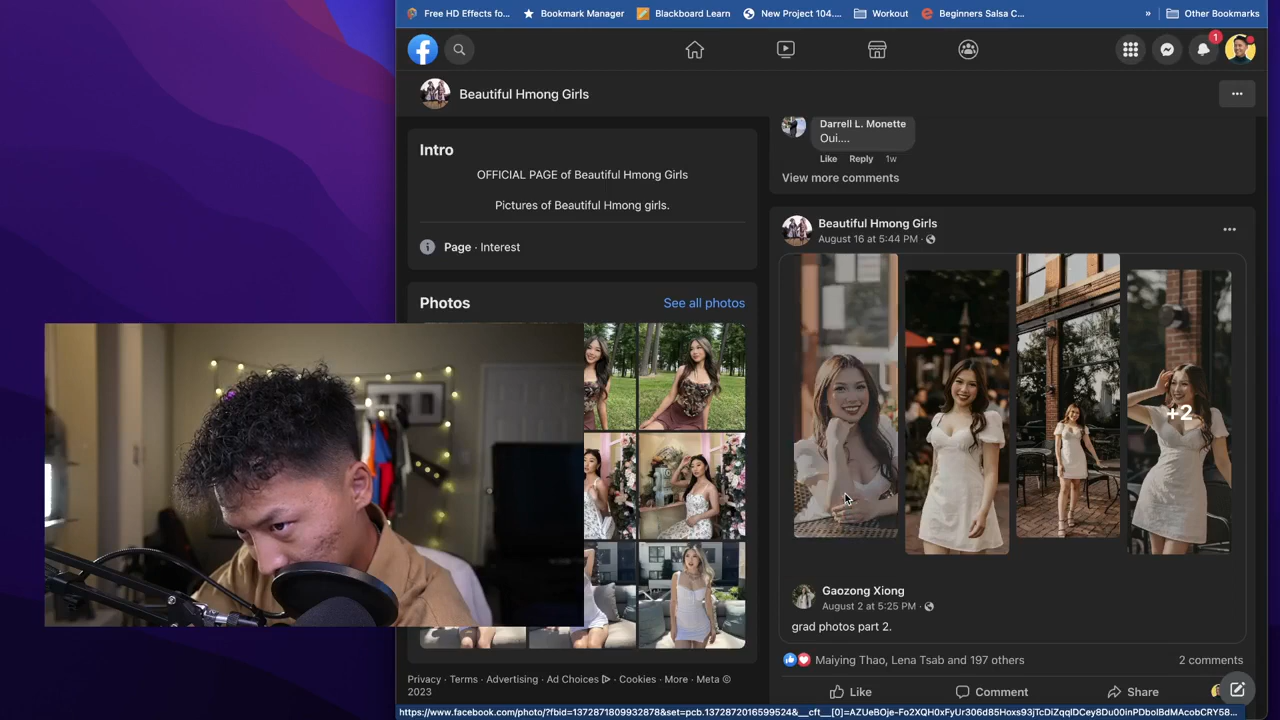 Free HD Effects fo...
Bookmark Manager
Blackboard Learn
New Project 104....
Workout
Beginners Salsa C...
»
Other Bookmarks
1
Beautiful Hmong Girls
Intro
OFFICIAL PAGE of Beautiful Hmong Girls
Pictures of Beautiful Hmong girls.
Page · Interest
Photos
See all photos
Privacy · Terms · Advertising · Ad Choices · Cookies · More · Meta ©
2023
Darrell L. Monette
Oui....
Like Reply 1w
View more comments
Beautiful Hmong Girls
August 16 at 5:44 PM ·
+2
Gaozong Xiong
August 2 at 5:25 PM ·
grad photos part 2.
Maiying Thao, Lena Tsab and 197 others
2 comments
Like
Comment
Share